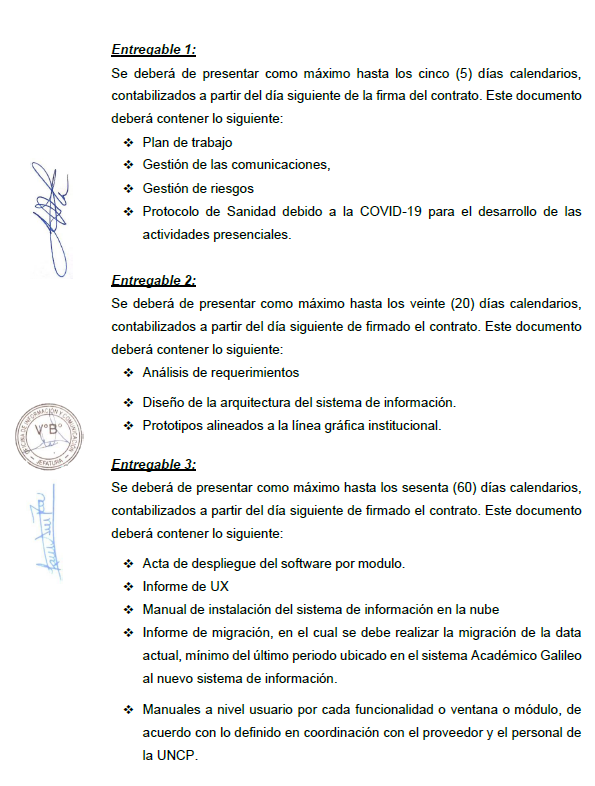 Entregable 1:
Se deberá de presentar como máximo hasta los cinco (5) días calendarios,
contabilizados a partir del día siguiente de la firma del contrato. Este documento
deberá contener lo siguiente:
❖ Plan de trabajo
❖ Gestión de las comunicaciones,
❖ Gestión de riesgos
❖ Protocolo de Sanidad debido a la COVID-19 para el desarrollo de las
actividades presenciales.
Entregable 2:
Se deberá de presentar como máximo hasta los veinte (20) días calendarios,
contabilizados a partir del día siguiente de firmado el contrato. Este documento
deberá contener lo siguiente:
❖ Análisis de requerimientos
❖ Diseño de la arquitectura del sistema de información.
❖ Prototipos alineados a la línea gráfica institucional.
OFICINA DE INFORMACIÓN Y COMUNICACIÓN
V°B°
JEFATURA
Entregable 3:
Se deberá de presentar como máximo hasta los sesenta (60) días calendarios,
contabilizados a partir del día siguiente de firmado el contrato. Este documento
deberá contener lo siguiente:
❖ Acta de despliegue del software por modulo.
❖ Informe de UX
❖ Manual de instalación del sistema de información en la nube
❖ Informe de migración, en el cual se debe realizar la migración de la data
actual, mínimo del último periodo ubicado en el sistema Académico Galileo
al nuevo sistema de información.
❖ Manuales a nivel usuario por cada funcionalidad o ventana o módulo, de
acuerdo con lo definido en coordinación con el proveedor y el personal de
la UNCP.